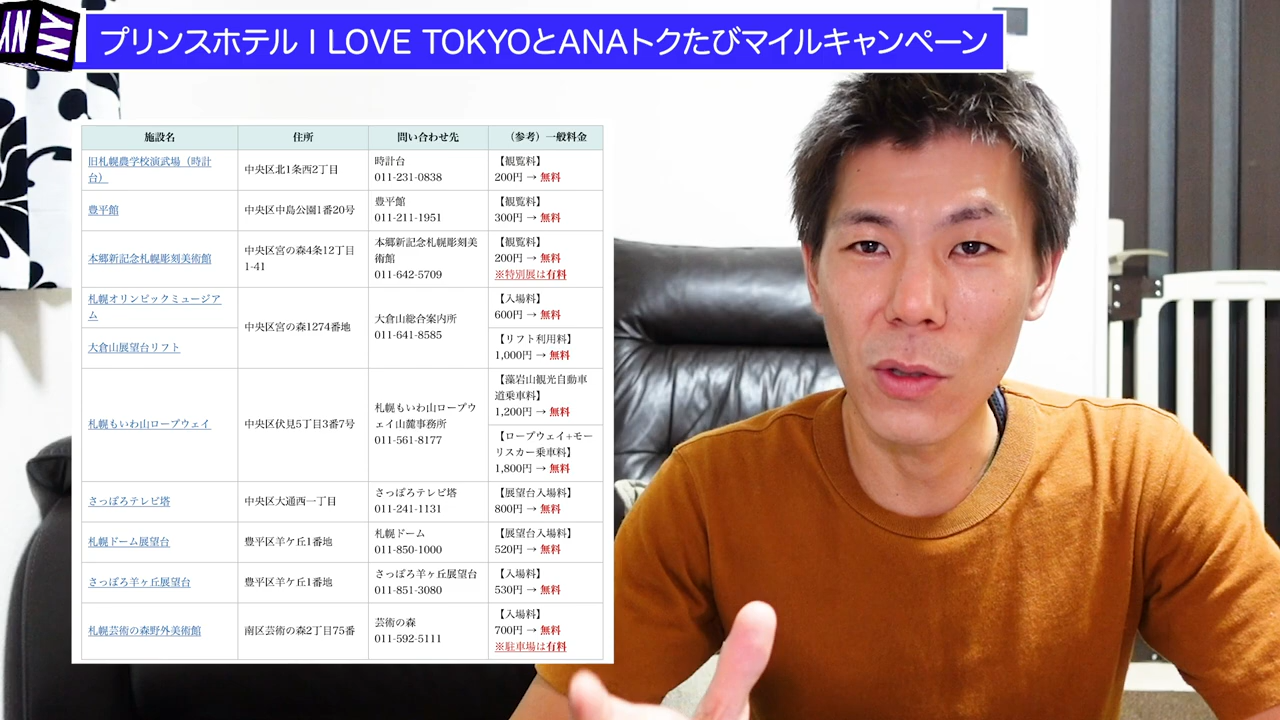 AN NY
プリンスホテル I LOVE TOKYOとANAトクたびマイルキャンペーン
施設名 住所 問い合わせ先 （参考）一般料金
旧札幌農学校演武場（時計
台）
中央区北1条西2丁目
時計台
011-231-0838
【観覧料】
200円 → 無料
豊平館
中央区中島公園1番20号
豊平館
011-211-1951
【観覧料】
300円 → 無料
本郷新記念札幌彫刻美術館
中央区宮の森4条12丁目
1-41
本郷新記念札幌彫刻美
術館
011-642-5709
【観覧料】
200円 → 無料
※特別展は有料
札幌オリンピックミュージア
ム
大倉山展望台リフト
中央区宮の森1274番地
大倉山総合案内所
011-641-8585
【入場料】
600円 → 無料
【リフト利用料】
1,000円 → 無料
札幌もいわ山ロープウェイ
中央区伏見5丁目3番7号
札幌もいわ山ロープウ
ェイ山麓事務所
011-561-8177
【藻岩山観光自動車
道乗車料】
1,200円 → 無料
【ロープウェイ+モー
リスカー乗車料】
1,800円 → 無料
さっぽろテレビ塔
中央区大通西一丁目
さっぽろテレビ塔
011-241-1131
【展望台入場料】
800円 → 無料
札幌ドーム展望台
豊平区羊ケ丘1番地
札幌ドーム
011-850-1000
【展望台入場料】
520円 → 無料
さっぽろ羊ヶ丘展望台
豊平区羊ケ丘1番地
さっぽろ羊ヶ丘展望台
011-851-3080
【入場料】
530円 → 無料
札幌芸術の森野外美術館
南区芸術の森2丁目75番
芸術の森
011-592-5111
【入場料】
700円 → 無料
※駐車場は有料